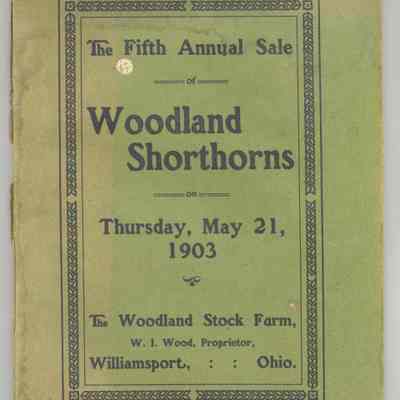 The Fifth Annual Sale
of
Woodland
Shorthorns
on
Thursday, May 21,
1903
The Woodland Stock Farm,
W. I. Wood, Proprietor,
Williamsport, : : Ohio.